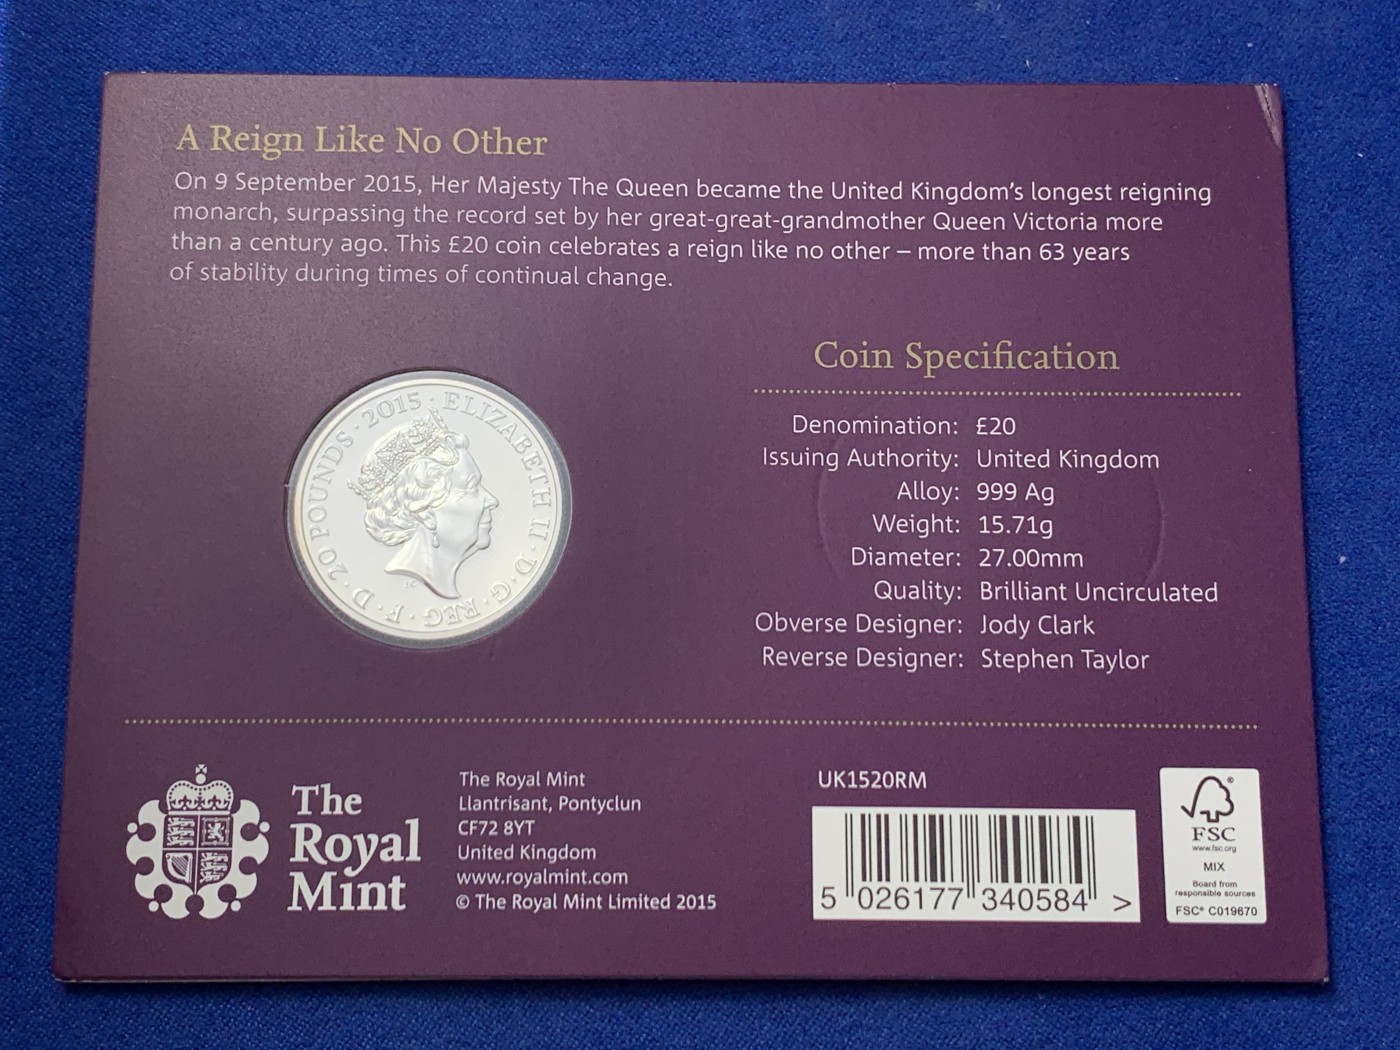 A Reign Like No Other
On 9 September 2015, Her Majesty The Queen became the United Kingdom's longest reigning
monarch, surpassing the record set by her great-great-grandmother Queen Victoria more
than a century ago. This £20 coin celebrates a reign like no other – more than 63 years
of stability during times of continual change.
ELIZABETH II · D · G · REG · F · D · 20 POUNDS · 2015 ·
JC
Coin Specification
Denomination: £20
Issuing Authority: United Kingdom
Alloy: 999 Ag
Weight: 15.71g
Diameter: 27.00mm
Quality: Brilliant Uncirculated
Obverse Designer: Jody Clark
Reverse Designer: Stephen Taylor
The
Royal
Mint
The Royal Mint
Llantrisant, Pontyclun
CF72 8YT
United Kingdom
www.royalmint.com
© The Royal Mint Limited 2015
UK1520RM
5 026177 340584 >
FSC
www.fsc.org
MIX
Board from
responsible sources
FSC® C019670